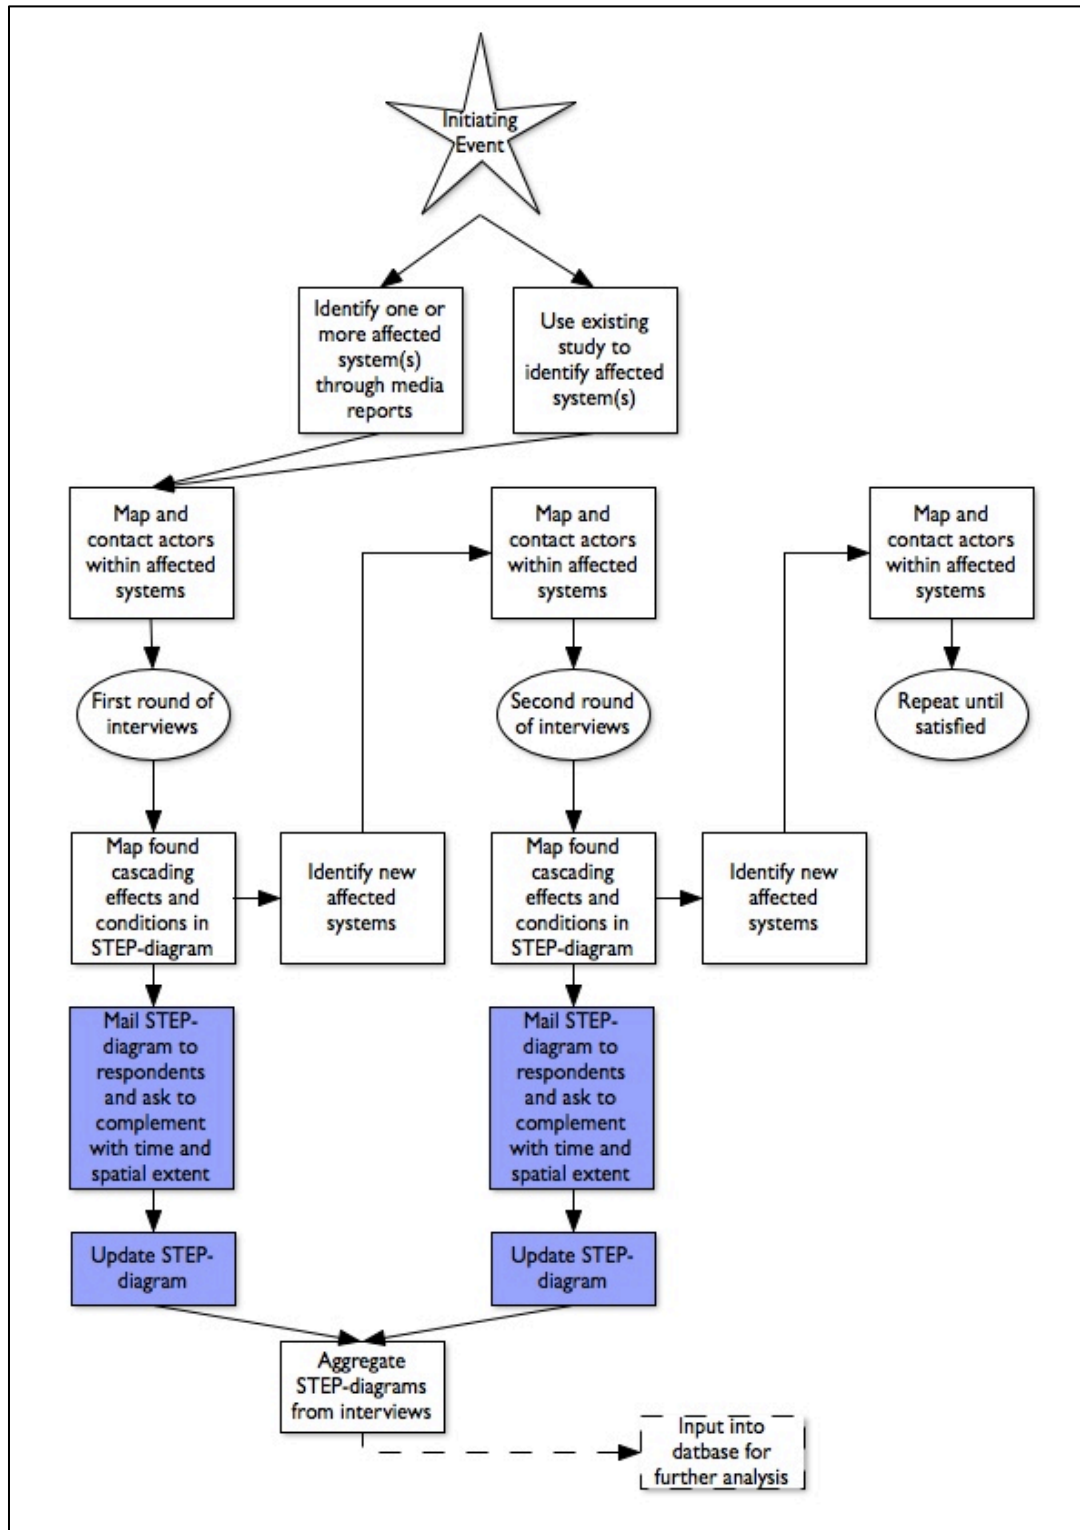 Initiating
Event
Identify one or
more affected
system(s)
through media
reports
Use existing
study to
identify affected
system(s)
Map and
contact actors
within affected
systems
Map and
contact actors
within affected
systems
Map and
contact actors
within affected
systems
First round of
interviews
Second round
of interviews
Repeat until
satisfied
Map found
cascading
effects and
conditions in
STEP-diagram
Identify new
affected
systems
Map found
cascading
effects and
conditions in
STEP-diagram
Identify new
affected
systems
Mail STEP-
diagram to
respondents
and ask to
complement
with time and
spatial extent
Mail STEP-
diagram to
respondents
and ask to
complement
with time and
spatial extent
Update STEP-
diagram
Update STEP-
diagram
Aggregate
STEP-diagrams
from interviews
Input into
datbase for
further analysis